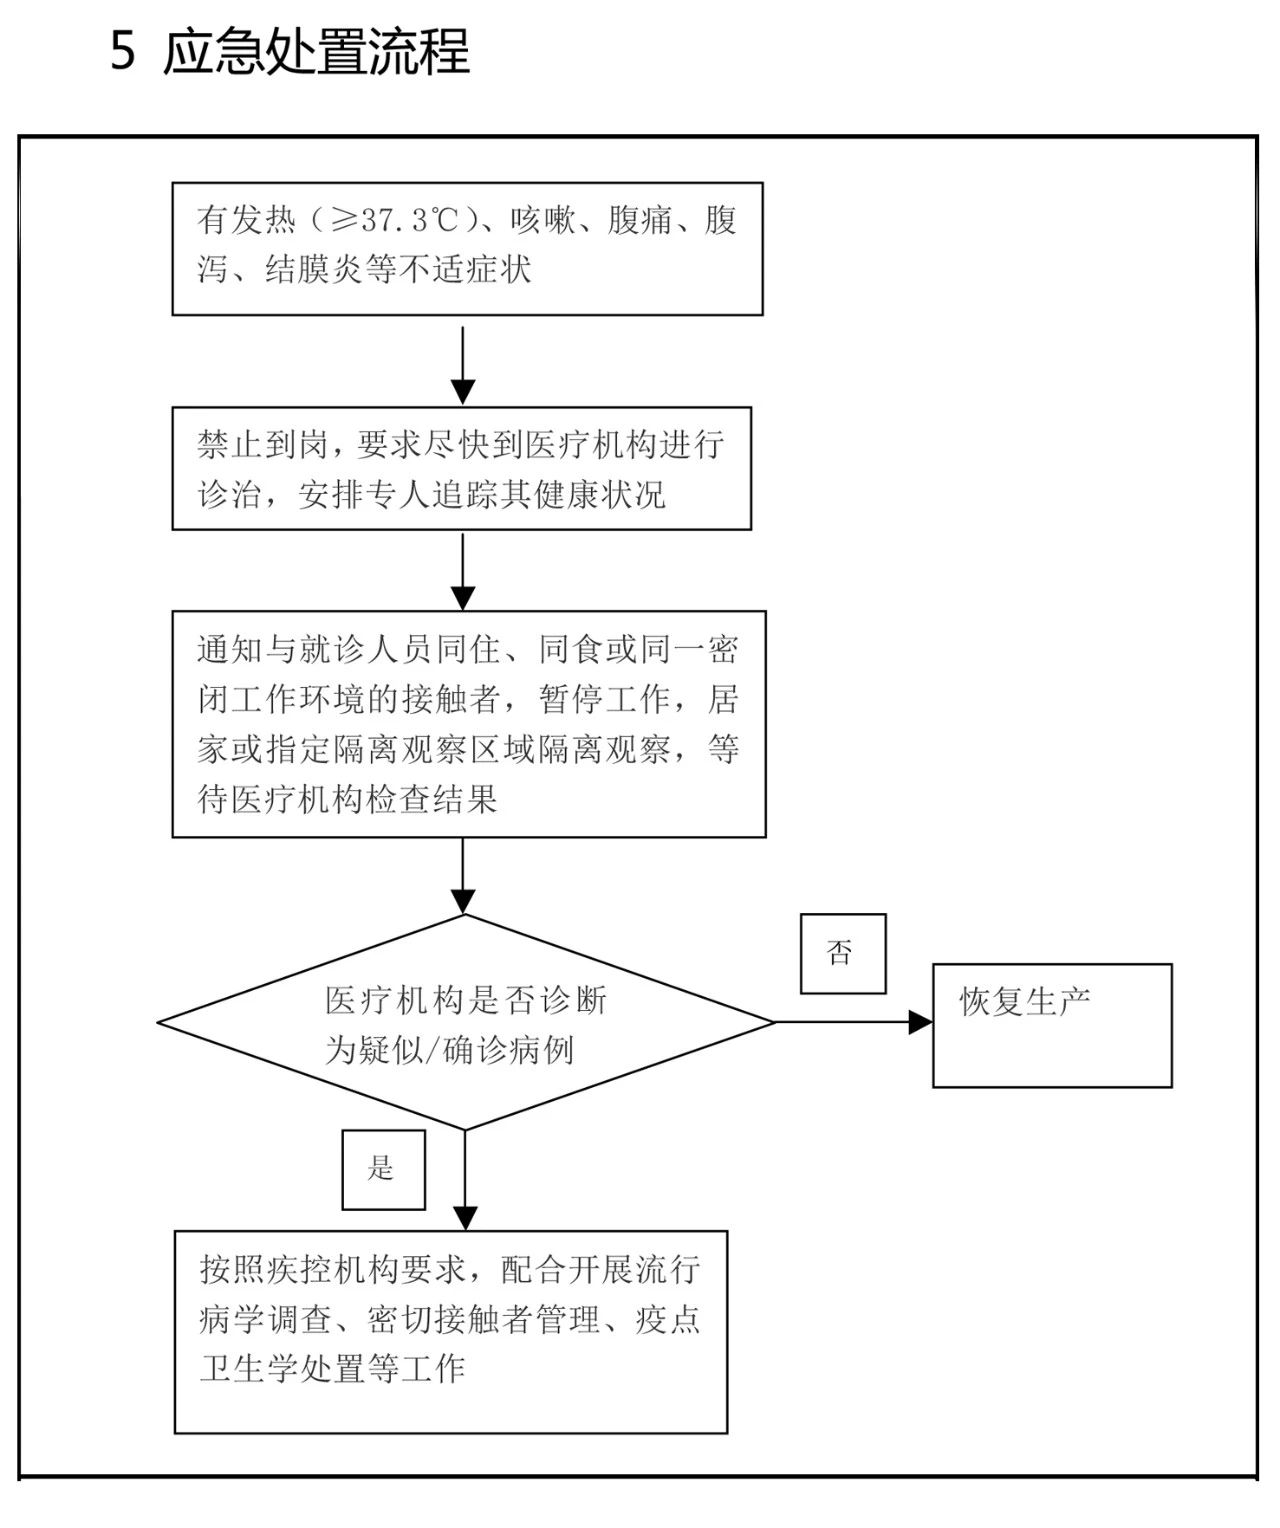 5 应急处置流程
有发热（≥37.3℃）、咳嗽、腹痛、腹
泻、结膜炎等不适症状
禁止到岗，要求尽快到医疗机构进行
诊治，安排专人追踪其健康状况
通知与就诊人员同住、同食或同一密
闭工作环境的接触者，暂停工作，居
家或指定隔离观察区域隔离观察，等
待医疗机构检查结果
医疗机构是否诊断
为疑似/确诊病例
否
恢复生产
是
按照疾控机构要求，配合开展流行
病学调查、密切接触者管理、疫点
卫生学处置等工作